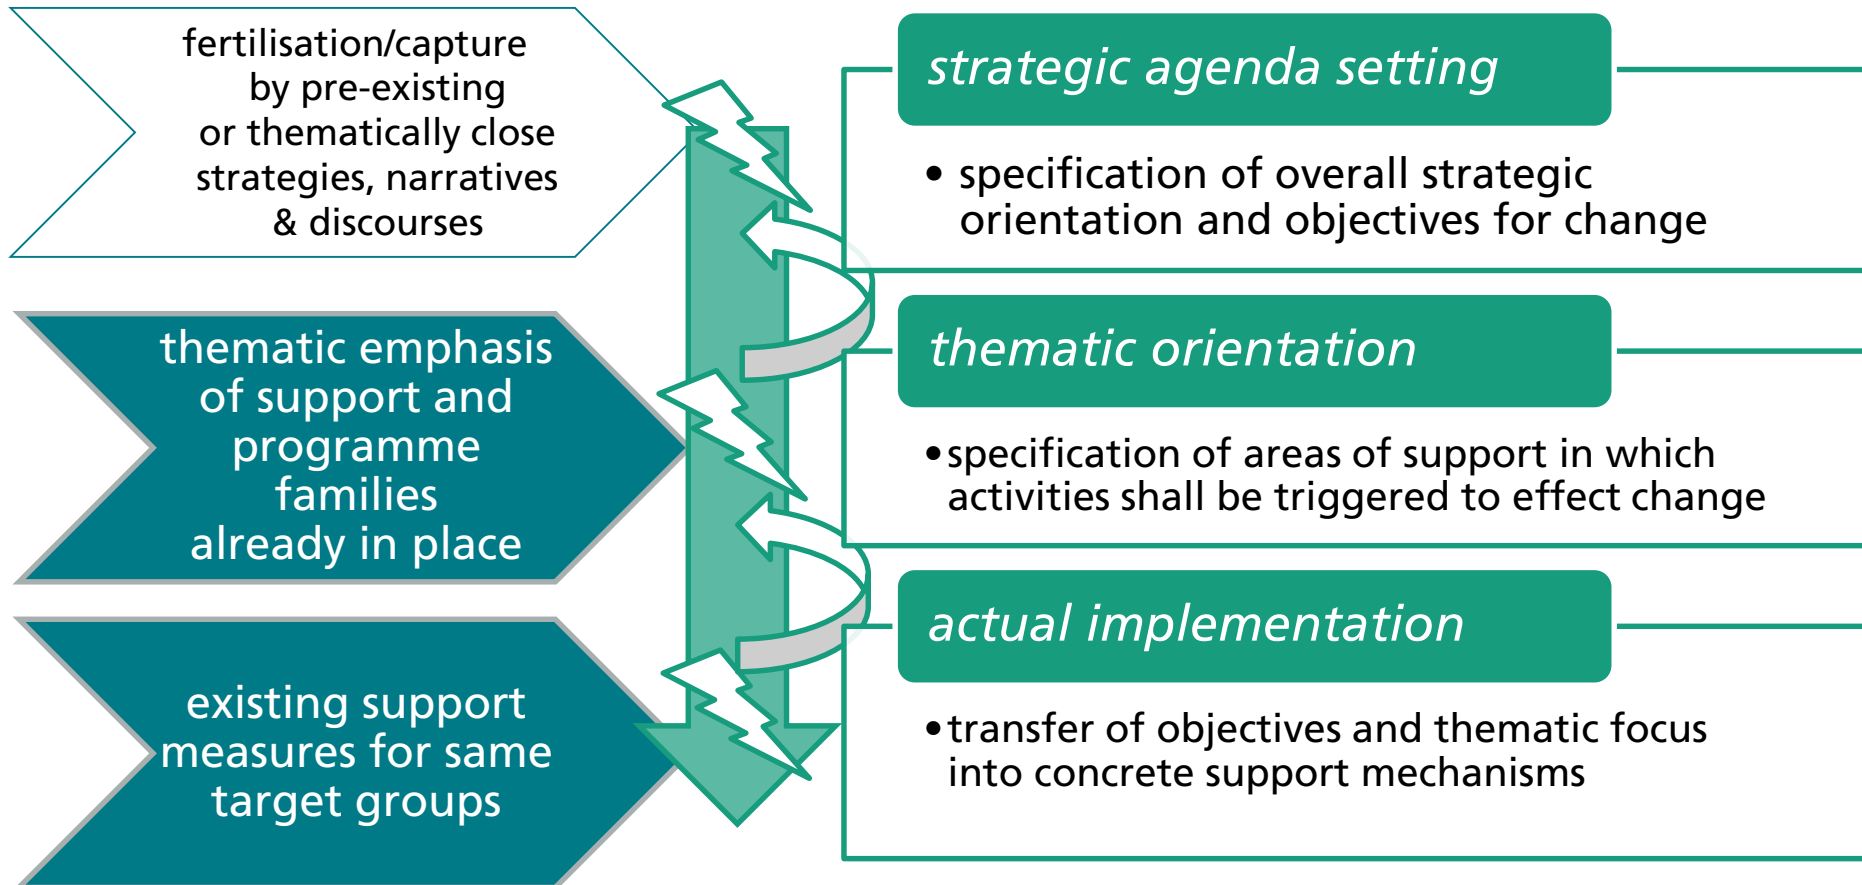 fertilisation/capture
by pre-existing
or thematically close
strategies, narratives
& discourses
strategic agenda setting
• specification of overall strategic
orientation and objectives for change
thematic emphasis
of support and
programme
families
already in place
thematic orientation
•specification of areas of support in which
activities shall be triggered to effect change
existing support
measures for same
target groups
actual implementation
•transfer of objectives and thematic focus
into concrete support mechanisms